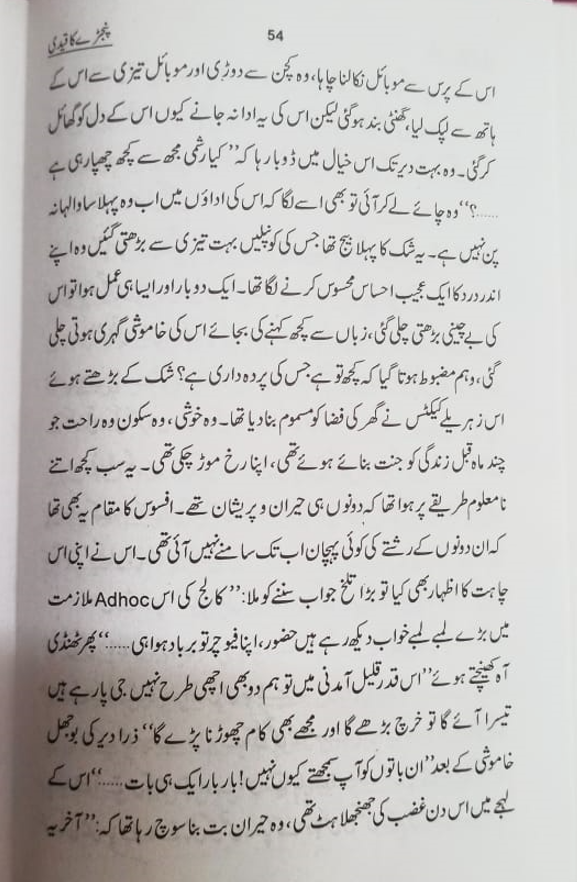 54
پنجڑے کا قیدی
اس کے پرس سے موبائل نکالنا چاہا، وہ کچن سے دوڑی اور موبائل تیزی سے اس کے
ہاتھ سے لپک لیا، گھنٹی بند ہوگئی لیکن اس کی یہ ادا نہ جانے کیوں اس کے دل کو گھائل
کر گئی۔ وہ بہت دیر تک اس خیال میں ڈوبا رہا کہ ’’کیا رشمی مجھ سے کچھ چھپا رہی ہے
.....؟‘‘ وہ چائے لے کر آئی تو بھی اسے لگا کہ اس کی اداؤں میں اب وہ پہلا سا والہانہ
پن نہیں ہے۔ یہ شک کا پہلا بیج تھا جس کی کونپلیں بہت تیزی سے بڑھتی گئیں وہ اپنے
اندر درد کا ایک عجیب احساس محسوس کرنے لگا تھا۔ ایک دو بار اور ایسا ہی عمل ہوا تو اس
کی بے چینی بڑھتی چلی گئی، زباں سے کچھ کہنے کی بجائے اس کی خاموشی گہری ہوتی چلی
گئی، وہم مضبوط ہوتا گیا کہ کچھ تو ہے جس کی پردہ داری ہے؟ شک کے بڑھتے ہوئے
اس زہریلے کیکٹس نے گھر کی فضا کو مسموم بنا دیا تھا۔ وہ خوشی، وہ سکون وہ راحت جو
چند ماہ قبل زندگی کو جنت بنائے ہوئے تھی، اپنا رخ موڑ چکی تھی۔ یہ سب کچھ اتنے
نامعلوم طریقے پر ہوا تھا کہ دونوں ہی حیران و پریشان تھے۔ افسوس کا مقام یہ بھی تھا
کہ ان دونوں کے رشتے کی کوئی پہچان اب تک سامنے نہیں آئی تھی۔ اس نے اپنی اس
چاہت کا اظہار بھی کیا تو بڑا تلخ جواب سننے کو ملا: ’’کالج کی اس Adhoc ملازمت
میں بڑے لمبے لمبے خواب دیکھ رہے ہیں حضور، اپنا فیوچر تو برباد ہوا ہی .....‘‘ پھر ٹھنڈی
آہ کھینچتے ہوئے ’’اس قدر قلیل آمدنی میں تو ہم دو بھی اچھی طرح نہیں جی پا رہے ہیں
تیسرا آئے گا تو خرچ بڑھے گا اور مجھے بھی کام چھوڑنا پڑے گا‘‘ ذرا دیر کی بوجھل
خاموشی کے بعد ’’ان باتوں کو آپ سمجھتے کیوں نہیں! بار بار ایک ہی بات .....‘‘ اس کے
لہجے میں اس دن غضب کی جھنجھلاہٹ تھی، وہ حیران بت بنا سوچ رہا تھا کہ: ’’آخر یہ